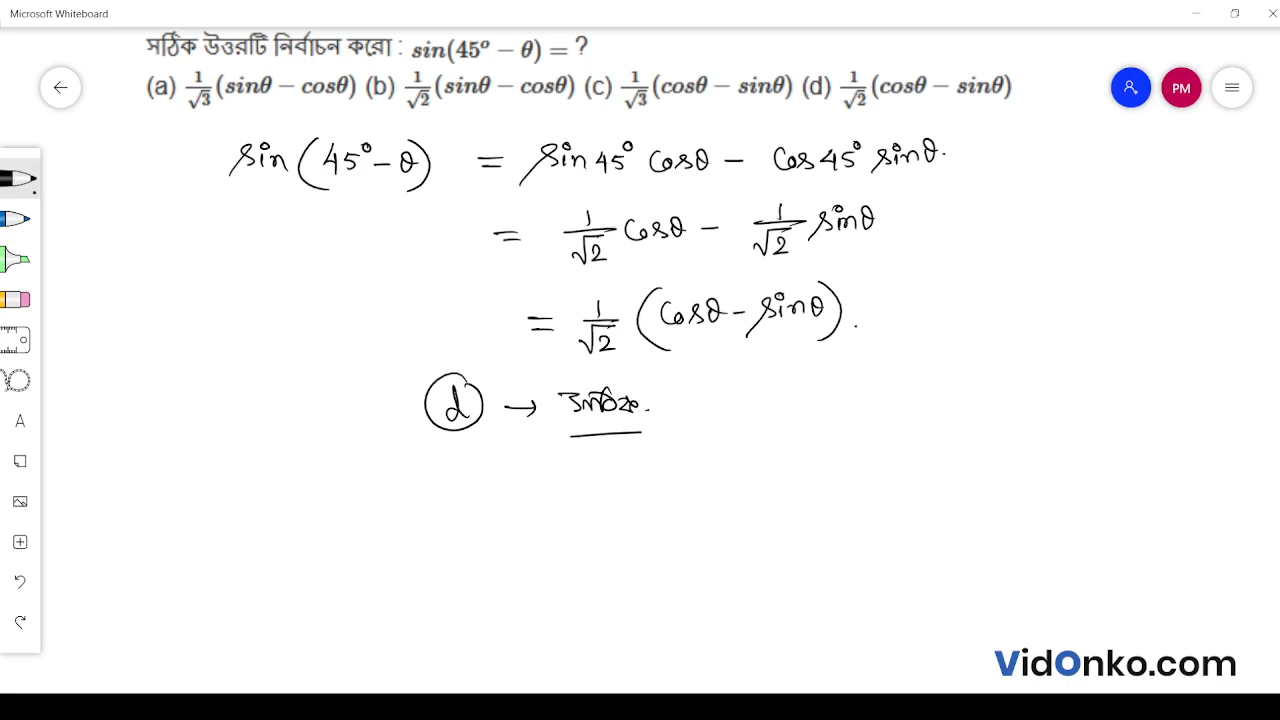 Microsoft Whiteboard
সঠিক উত্তরটি নির্বাচন করো : sin(45° − θ) = ?
(a) 1/√3 (sinθ − cosθ) (b) 1/√2 (sinθ − cosθ) (c) 1/√3 (cosθ − sinθ) (d) 1/√2 (cosθ − sinθ)
PM
sin(45° − θ) = sin45° cosθ − cos45° sinθ.
= 1/√2 cosθ − 1/√2 sinθ
= 1/√2 (cosθ − sinθ).
d → সঠিক.
A
VidOnko.com